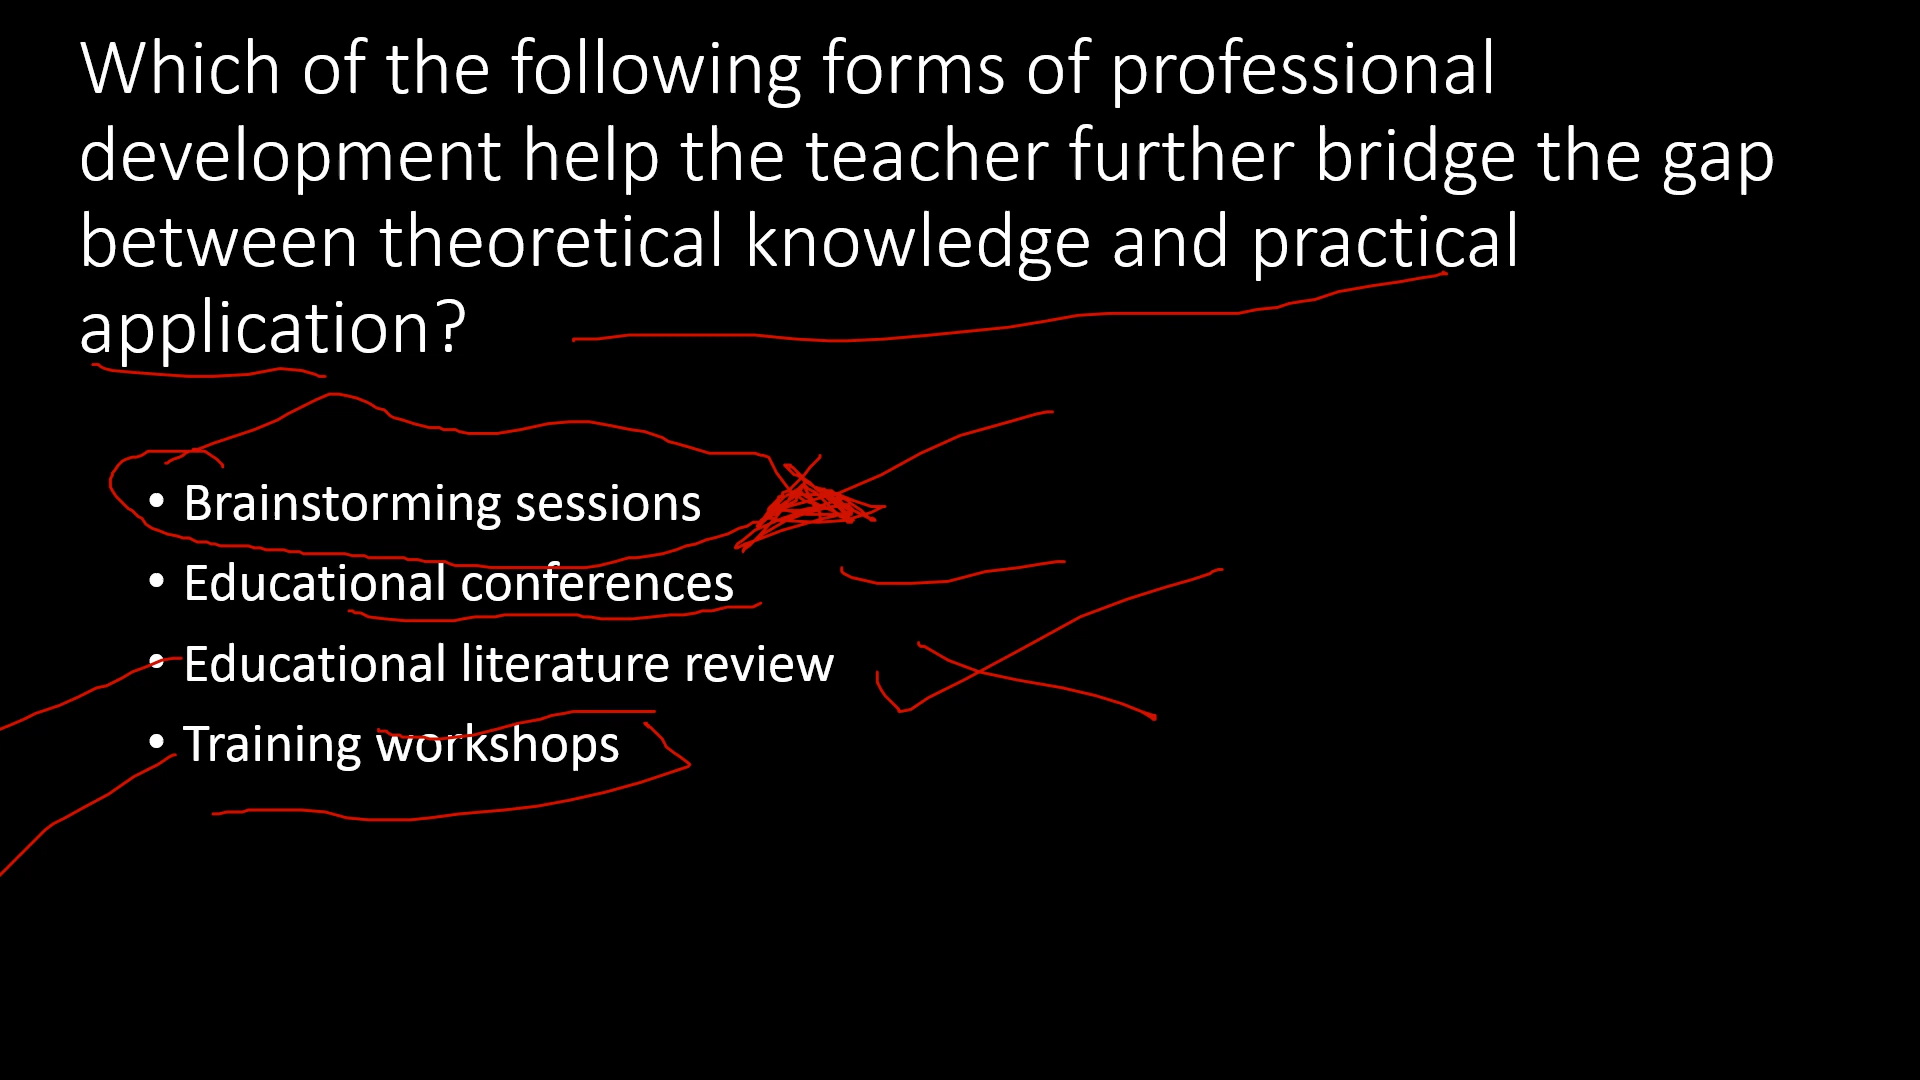 Which of the following forms of professional
development help the teacher further bridge the gap
between theoretical knowledge and practical
application?
• Brainstorming sessions
• Educational conferences
• Educational literature review
• Training workshops